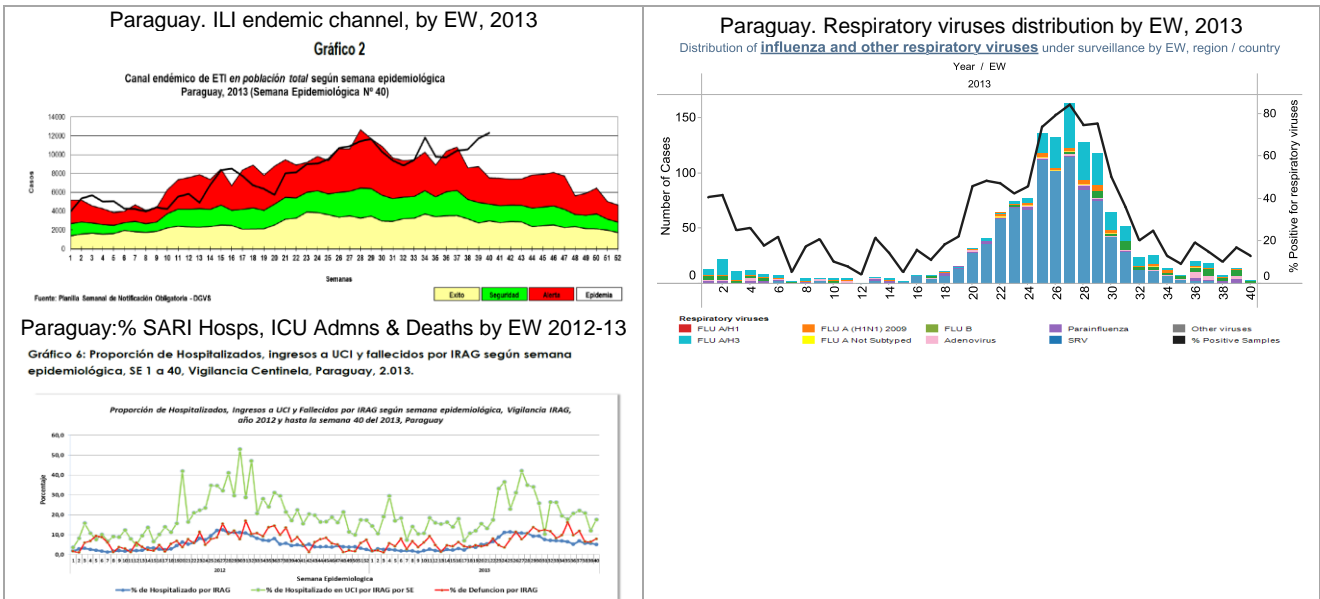 Paraguay. ILI endemic channel, by EW, 2013
Gráfico 2
Canal endémico de ETI en población total según semana epidemiológica
Paraguay, 2013 (Semana Epidemiológica Nº 40)
14000
12000
10000
8000
6000
4000
2000
0
Casos
1 2 3 4 5 6 7 8 9 10 11 12 13 14 15 16 17 18 19 20 21 22 23 24 25 26 27 28 29 30 31 32 33 34 35 36 37 38 39 40 41 42 43 44 45 46 47 48 49 50 51 52
Semanas
Fuente: Planilla Semanal de Notificación Obligatoria - DGVS
Exito Seguridad Alerta Epidemia
Paraguay:% SARI Hosps, ICU Admns & Deaths by EW 2012-13
Gráfico 6: Proporción de Hospitalizados, ingresos a UCI y fallecidos por IRAG según semana
epidemiológica, SE 1 a 40, Vigilancia Centinela, Paraguay, 2.013.
Proporción de Hospitalizados, Ingresos a UCI y Fallecidos por IRAG según semana epidemiológica, Vigilancia IRAG,
año 2012 y hasta la semana 40 del 2013, Paraguay
60,0
50,0
40,0
30,0
20,0
10,0
0,0
Porcentaje
2012 2013
Semana Epidemiologica
% de Hospitalizado por IRAG % de Hospitalizado en UCI por IRAG por SE % de Defuncion por IRAG
Paraguay. Respiratory viruses distribution by EW, 2013
Distribution of influenza and other respiratory viruses under surveillance by EW, region / country
Year / EW
2013
150
100
50
0
Number of Cases
80
60
40
20
0
% Positive for respiratory viruses
2 4 6 8 10 12 14 16 18 20 22 24 26 28 30 32 34 36 38 40
Respiratory viruses
FLU A/H1 FLU A (H1N1) 2009 FLU B Parainfluenza Other viruses
FLU A/H3 FLU A Not Subtyped Adenovirus SRV % Positive Samples